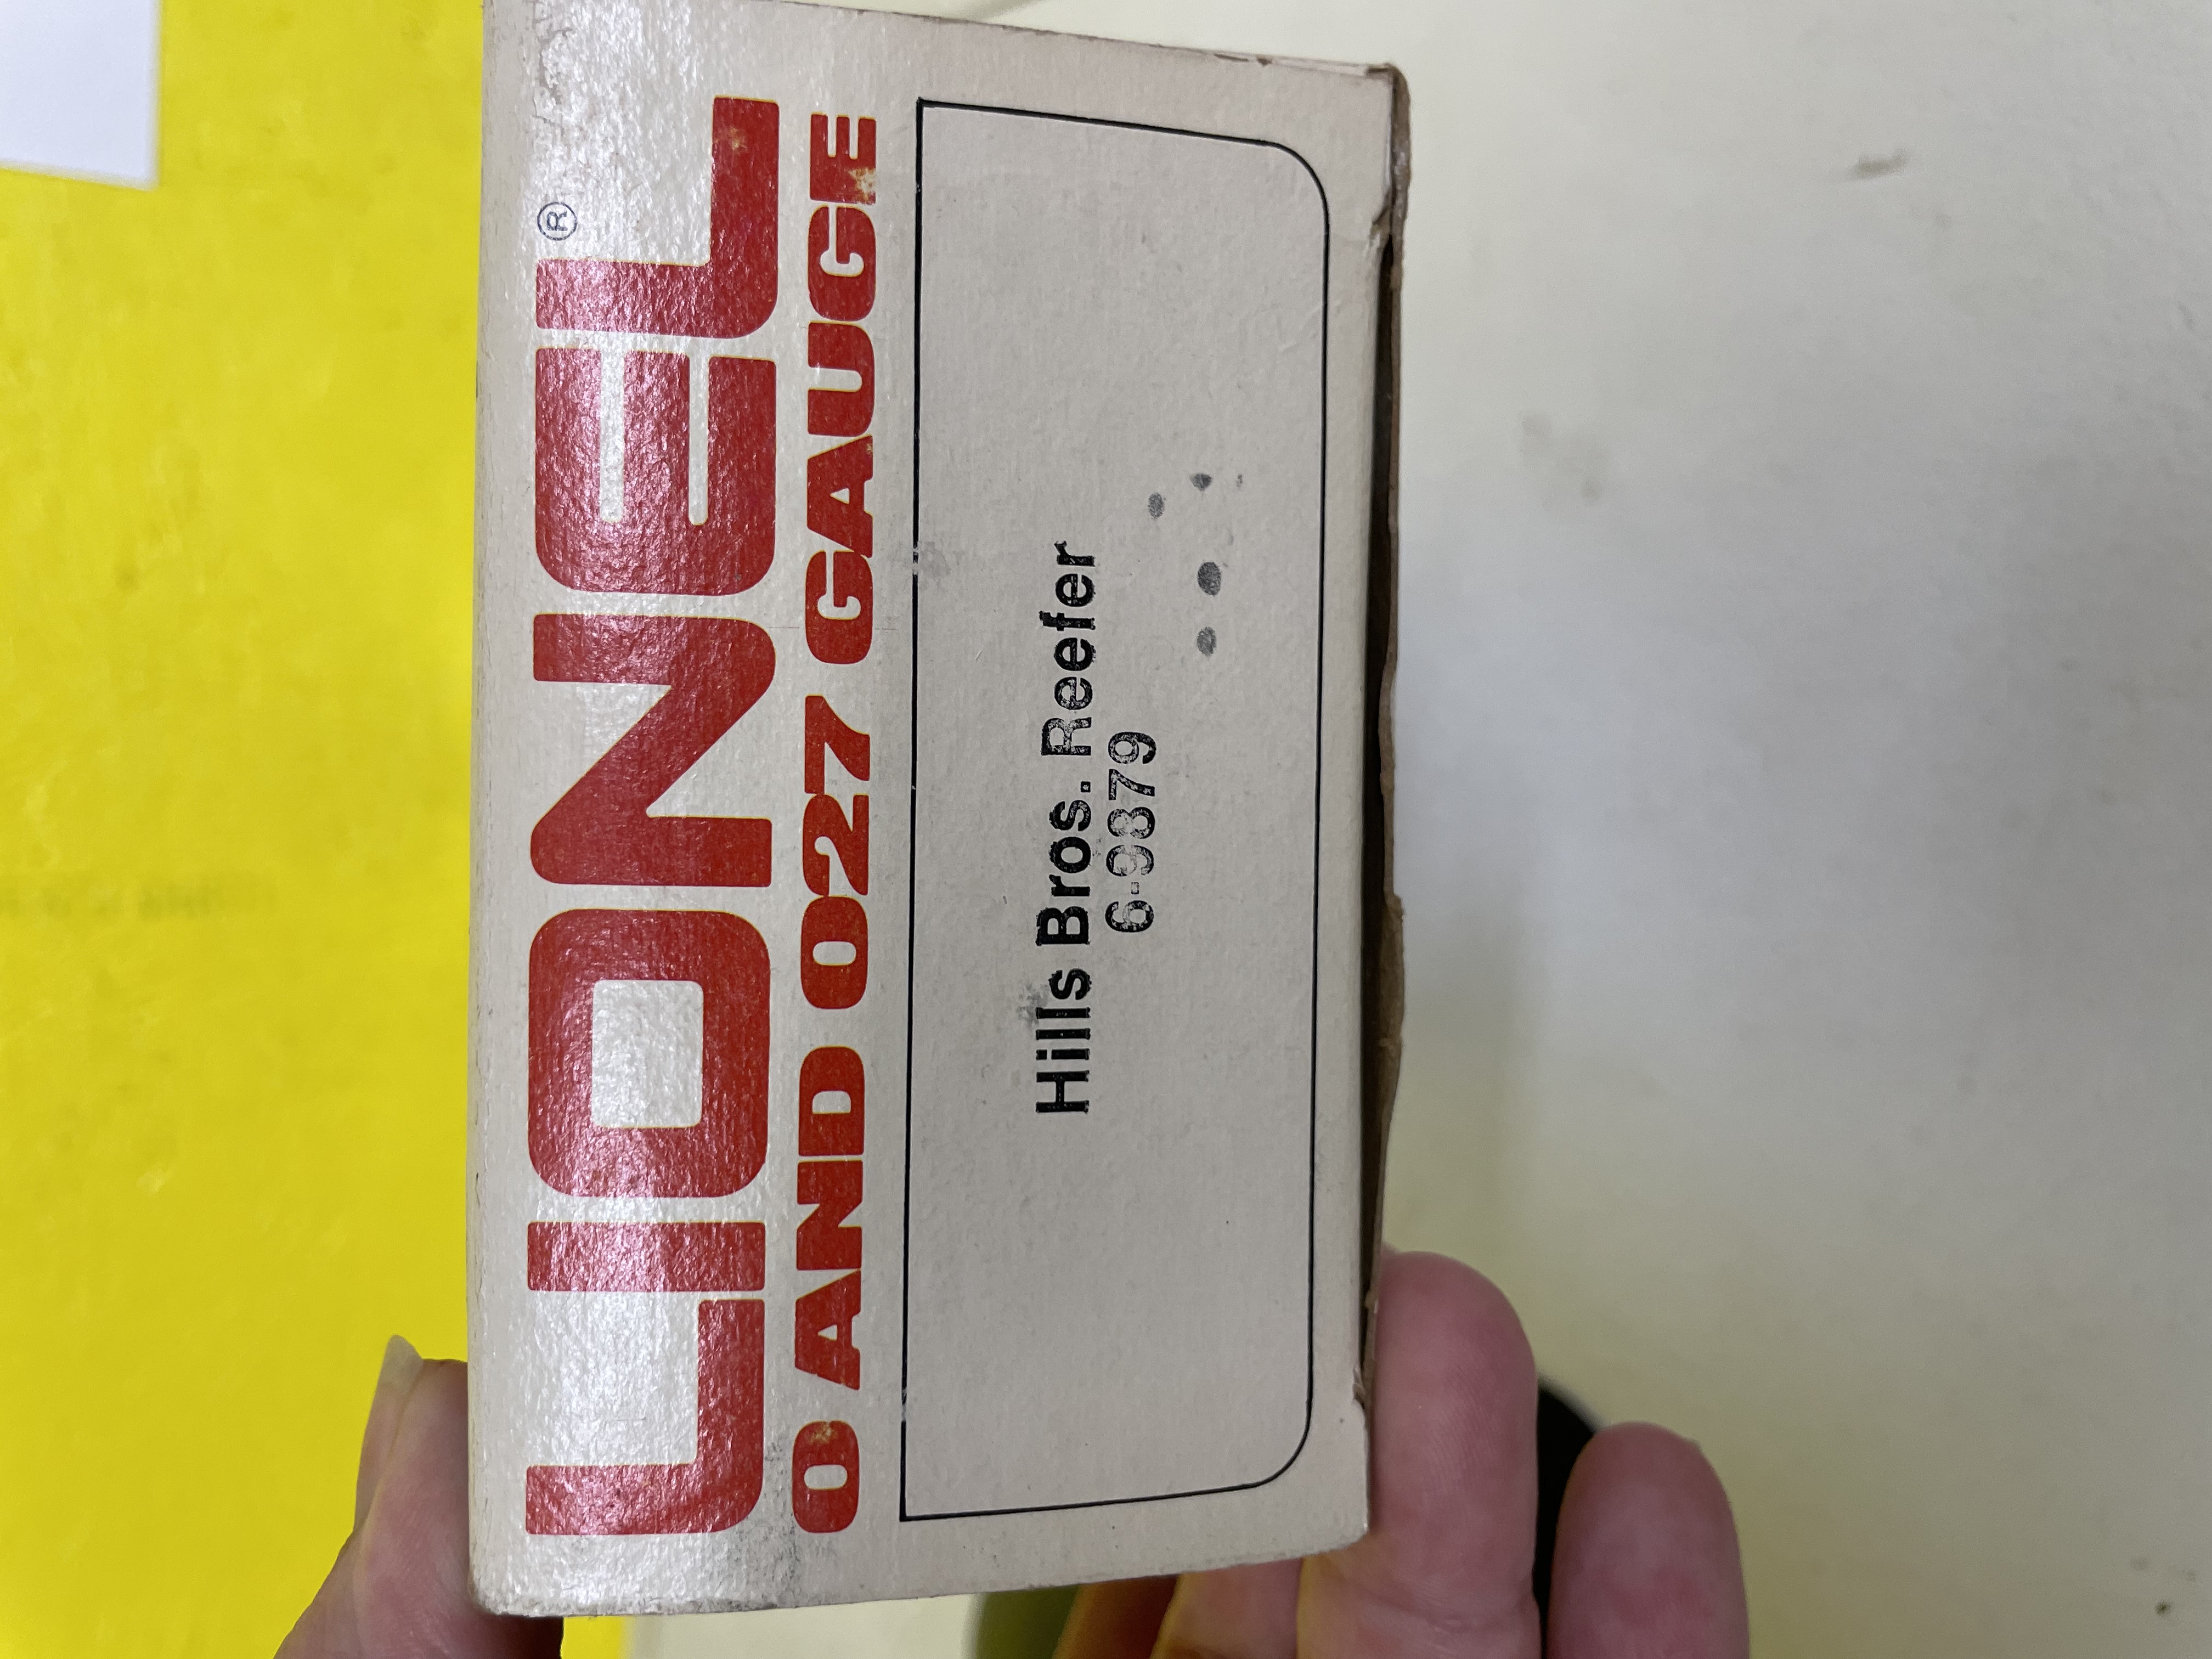 LIONEL®
O AND O27 GAUGE
Hills Bros. Reefer
6-9879